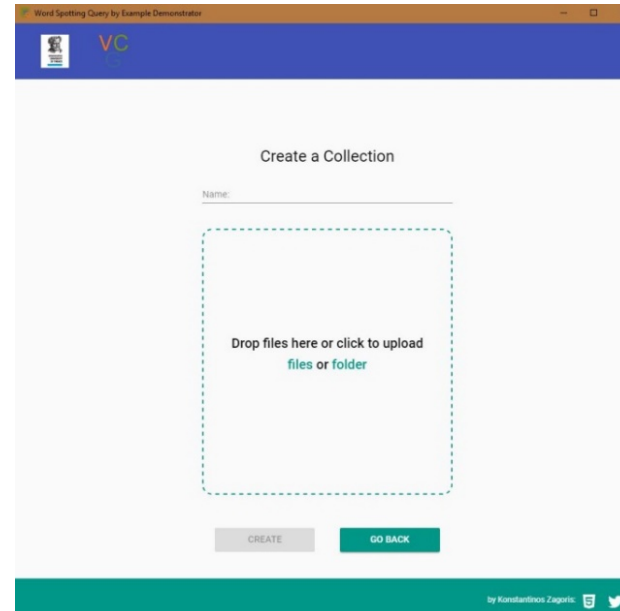 Word Spotting Query by Example Demonstrator
VCG
Create a Collection
Name:
Drop files here or click to upload
files or folder
CREATE
GO BACK
by Konstantinos Zagoris: